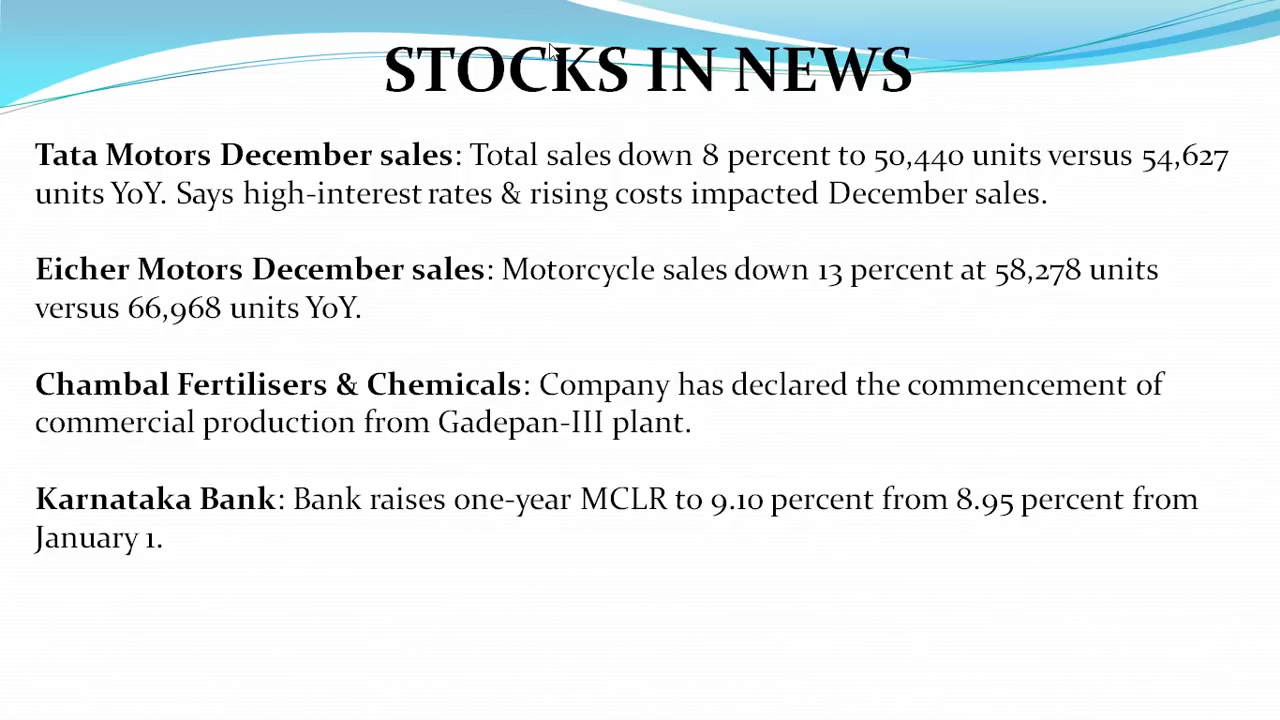 STOCKS IN NEWS
Tata Motors December sales: Total sales down 8 percent to 50,440 units versus 54,627
units YoY. Says high-interest rates & rising costs impacted December sales.
Eicher Motors December sales: Motorcycle sales down 13 percent at 58,278 units
versus 66,968 units YoY.
Chambal Fertilisers & Chemicals: Company has declared the commencement of
commercial production from Gadepan-III plant.
Karnataka Bank: Bank raises one-year MCLR to 9.10 percent from 8.95 percent from
January 1.